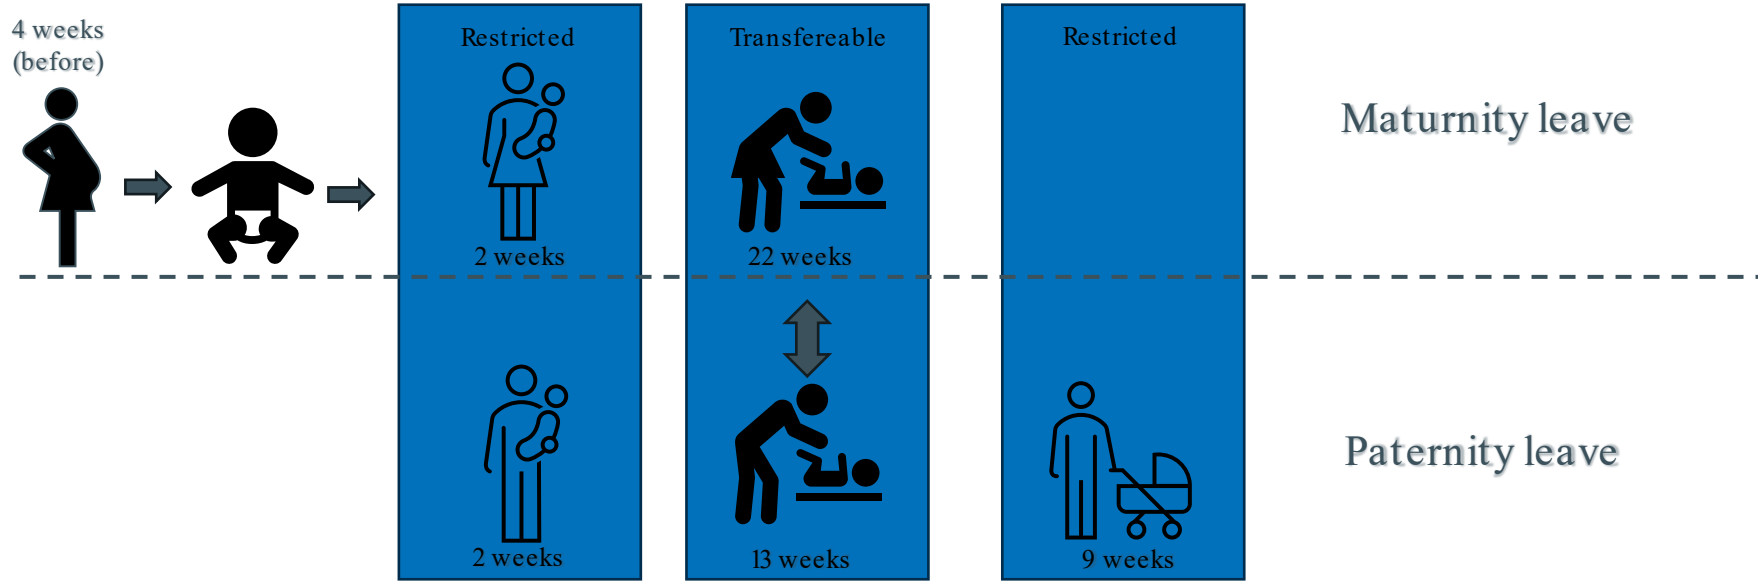 4 weeks
(before)
Restricted
Transfereable
Restricted
Maturnity leave
2 weeks
22 weeks
Paternity leave
2 weeks
13 weeks
9 weeks